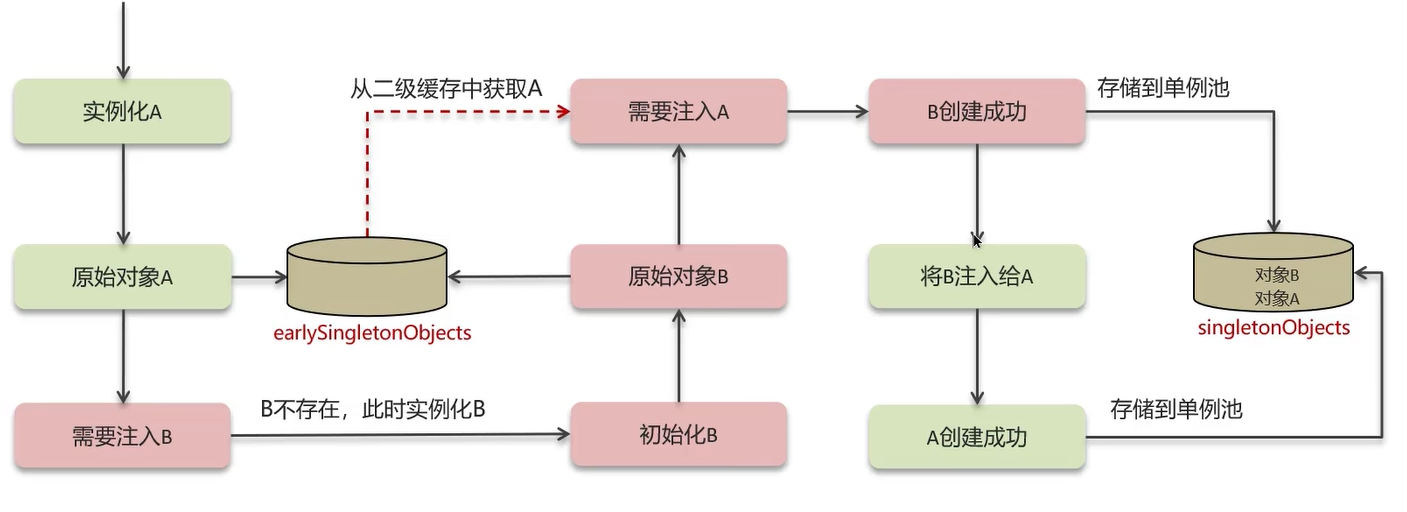 实例化A
从二级缓存中获取A
需要注入A
B创建成功
存储到单例池
原始对象A
earlySingletonObjects
原始对象B
将B注入给A
对象B
对象A
singletonObjects
需要注入B
B不存在，此时实例化B
初始化B
A创建成功
存储到单例池